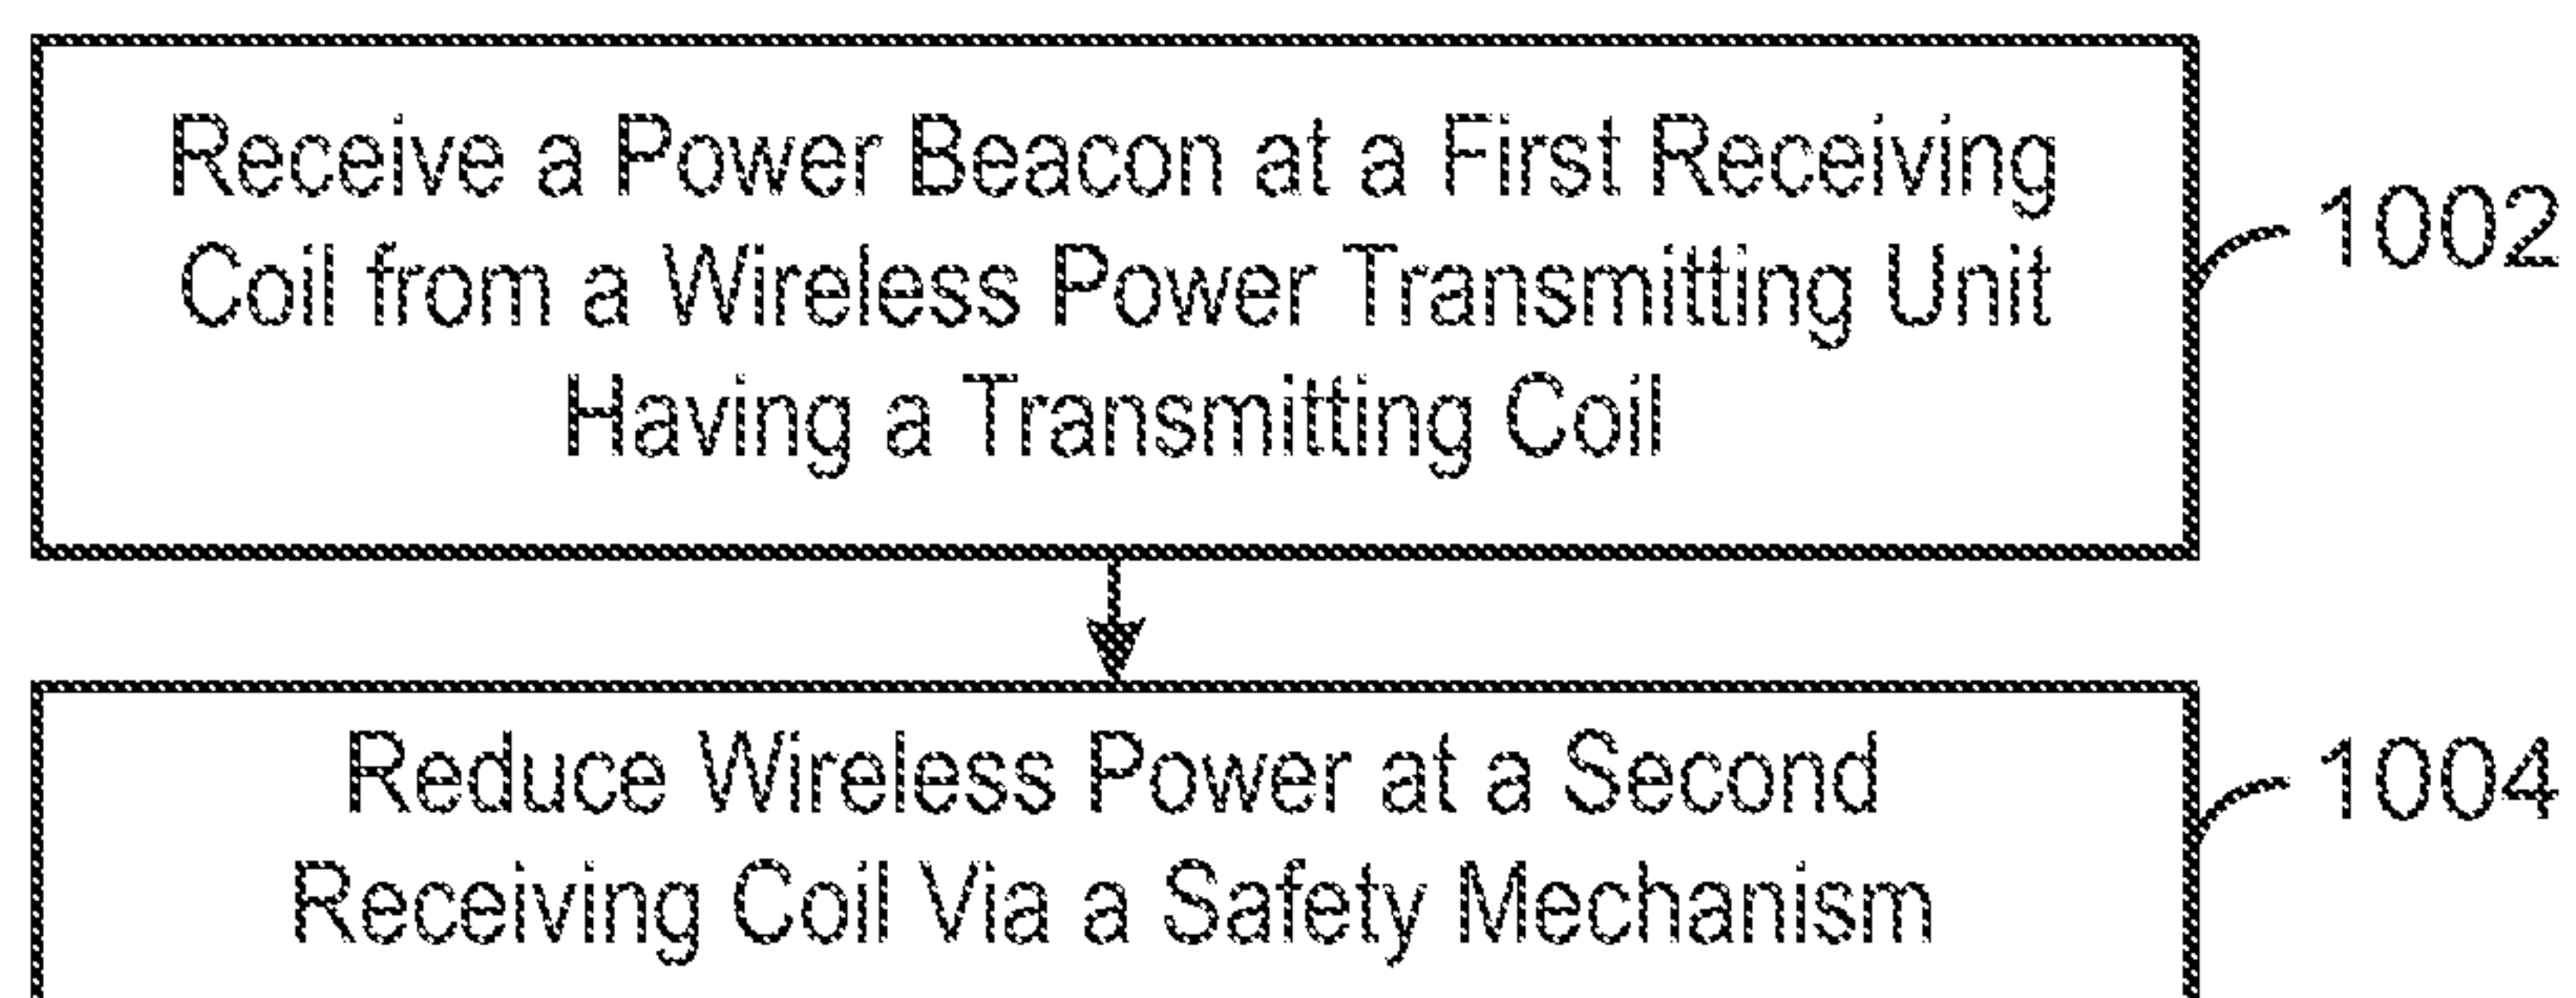 Receive a Power Beacon at a First Receiving
Coil from a Wireless Power Transmitting Unit
Having a Transmitting Coil
1002
Reduce Wireless Power at a Second
Receiving Coil Via a Safety Mechanism
1004